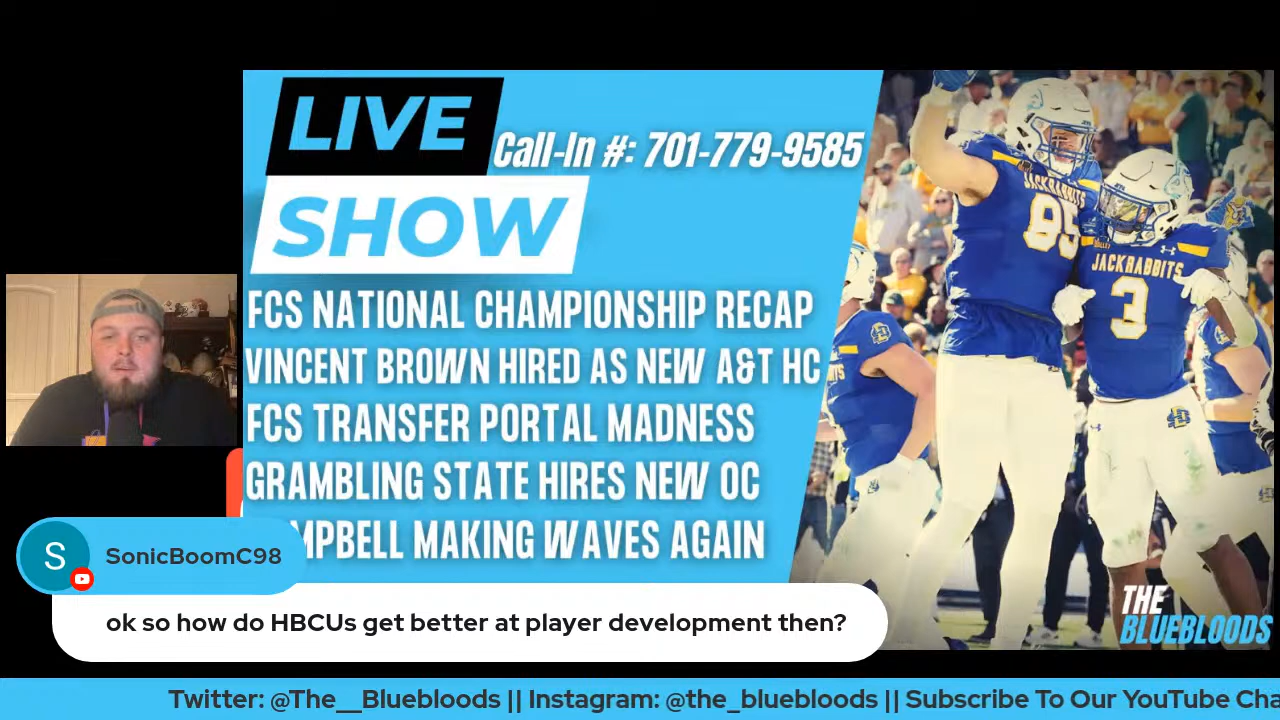 LIVE
Call-In #: 701-779-9585
SHOW
FCS NATIONAL CHAMPIONSHIP RECAP
VINCENT BROWN HIRED AS NEW A&T HC
FCS TRANSFER PORTAL MADNESS
GRAMBLING STATE HIRES NEW OC
MPBELL MAKING WAVES AGAIN
JACKRABBITS
85
JACKRABBITS
3
THE
BLUEBLOODS
S
SonicBoomC98
ok so how do HBCUs get better at player development then?
Twitter: @The__Bluebloods || Instagram: @the_bluebloods || Subscribe To Our YouTube Cha